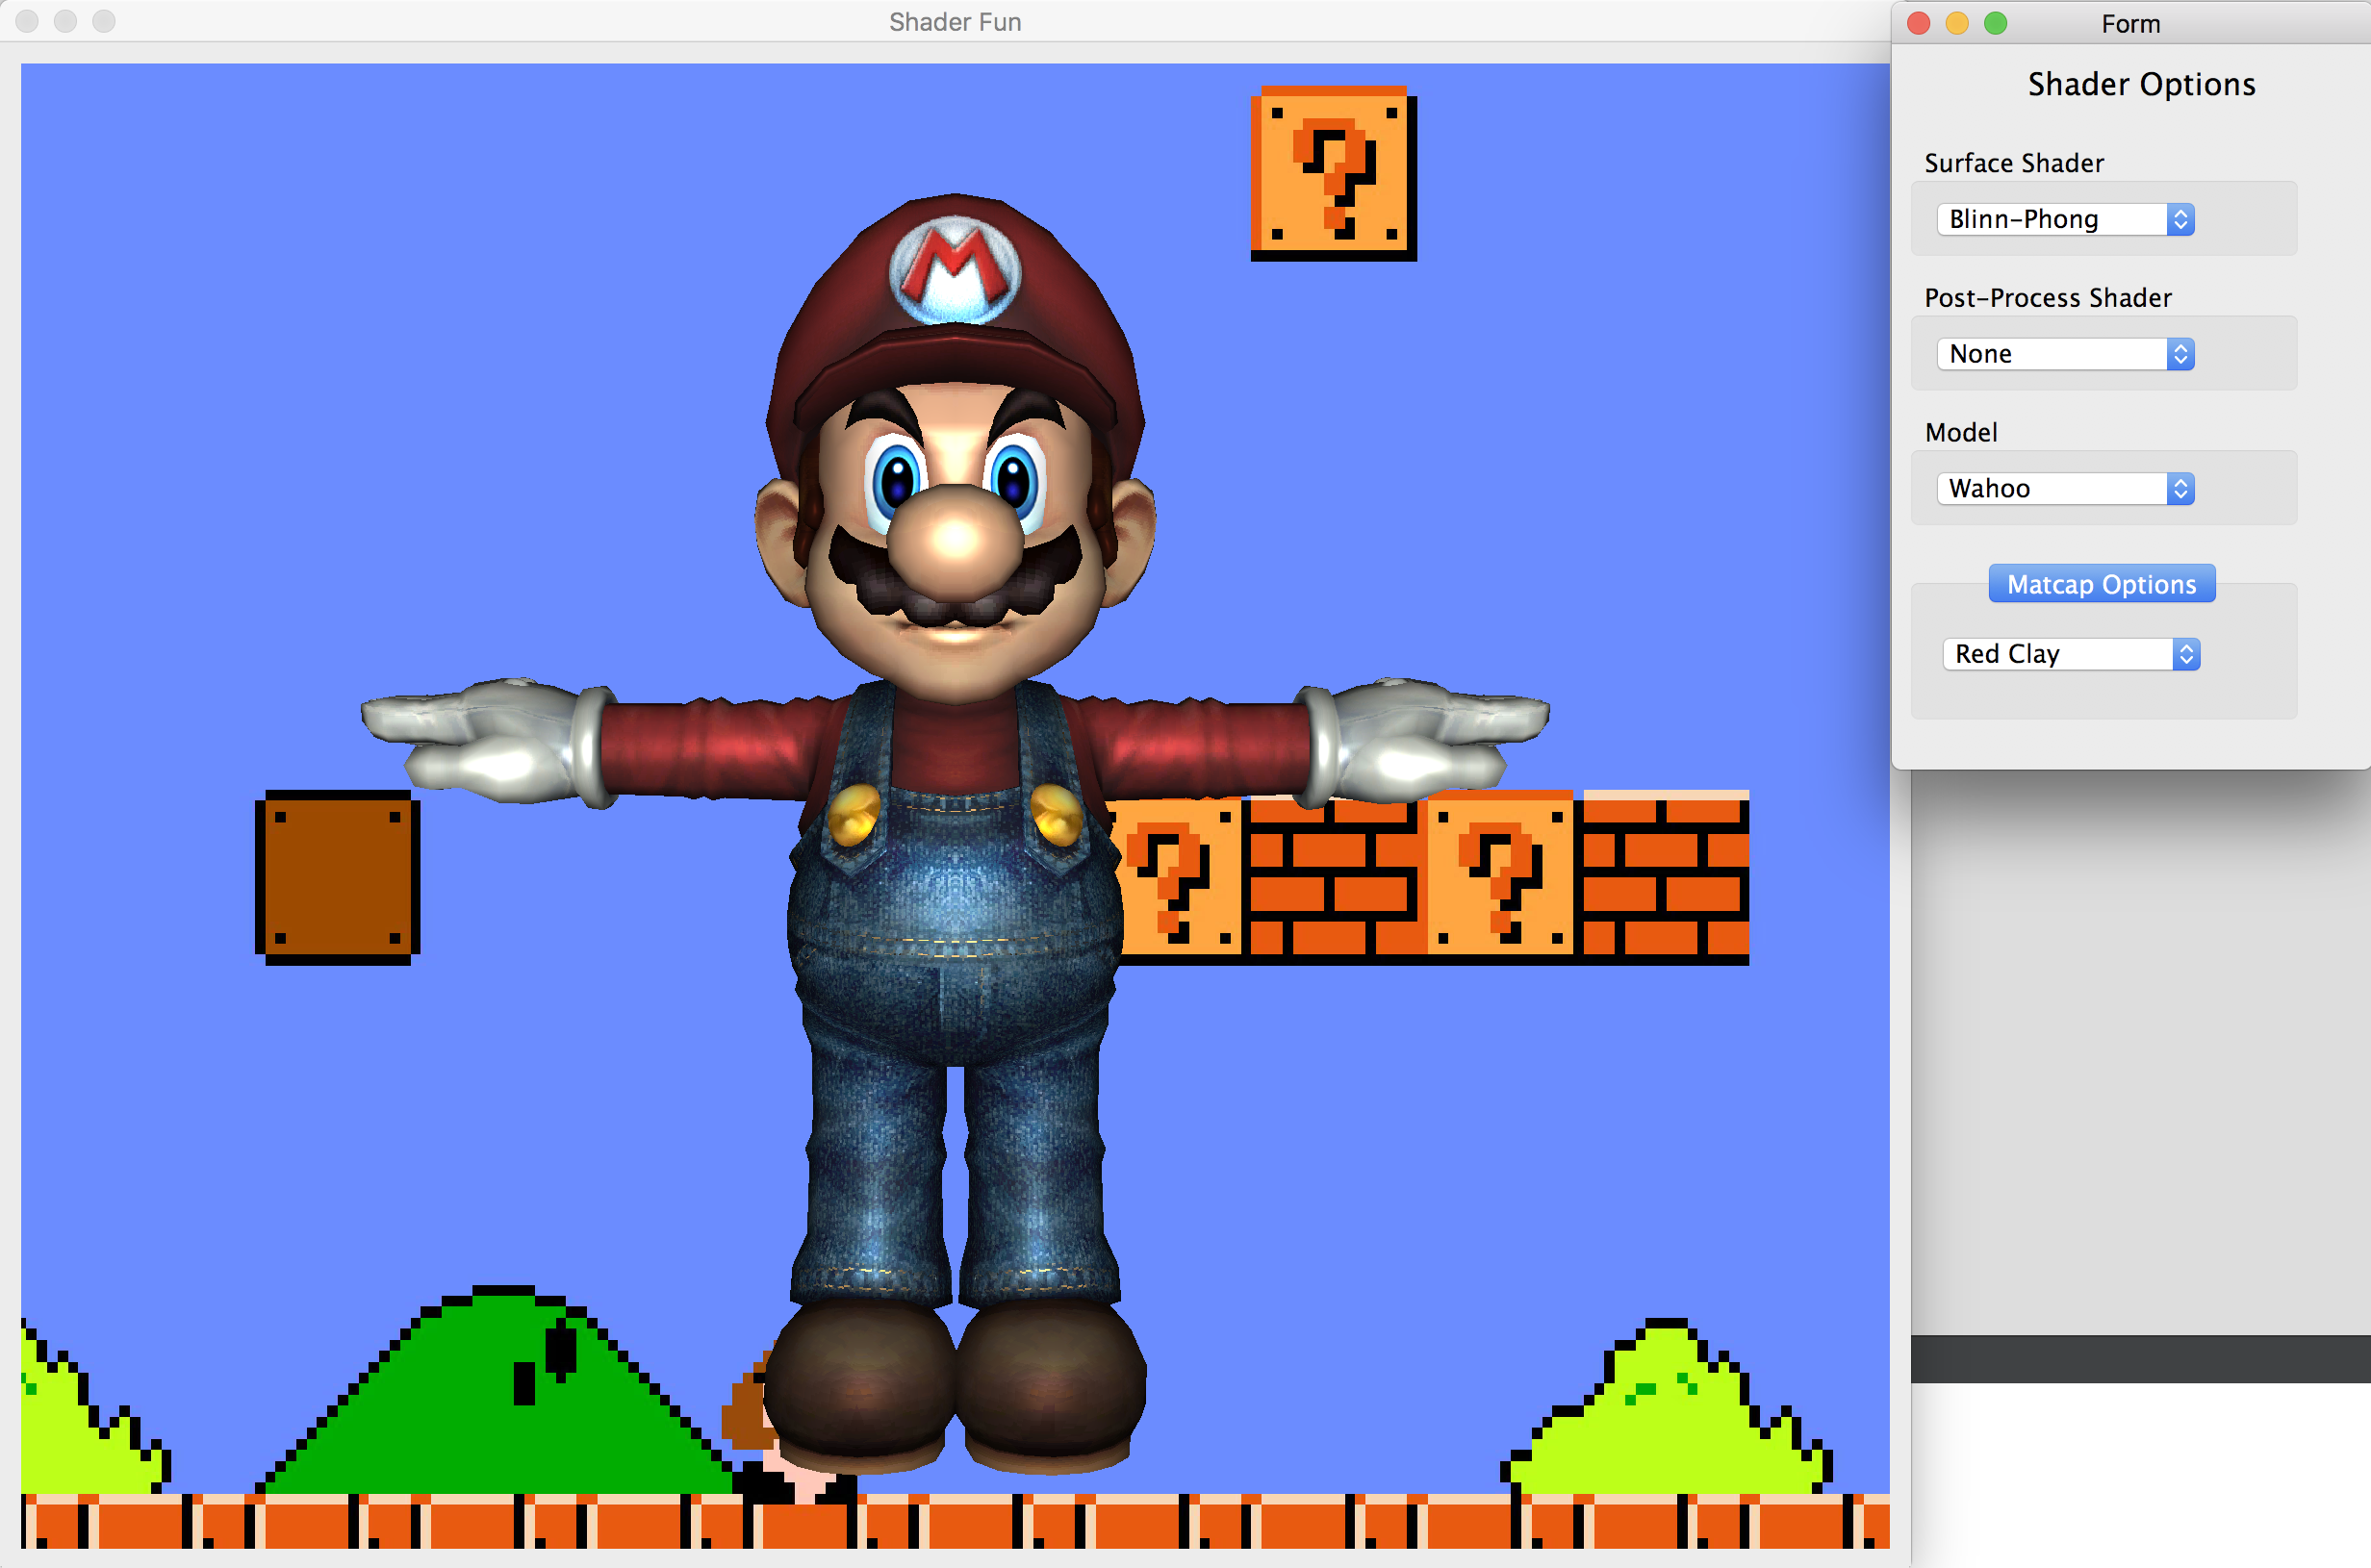 Shader Fun
?
M
? ?
Form
Shader Options
Surface Shader
Blinn-Phong
Post-Process Shader
None
Model
Wahoo
Matcap Options
Red Clay